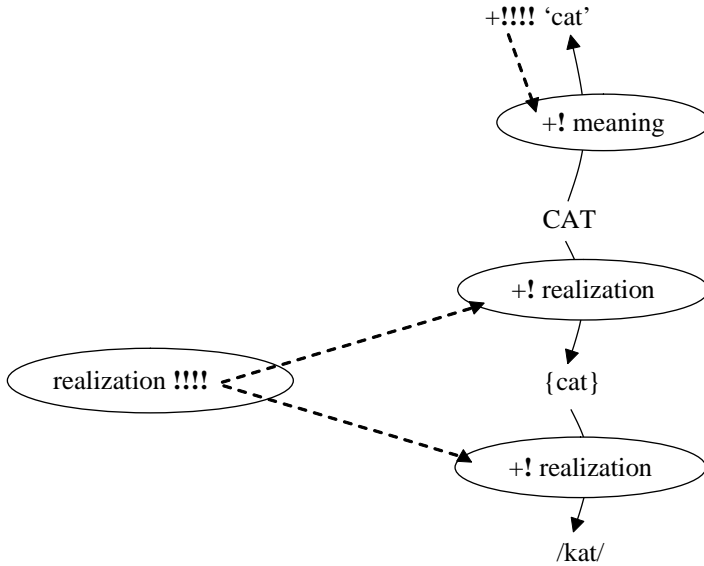 +!!!! ‘cat’
+! meaning
CAT
+! realization
realization !!!!
{cat}
+! realization
/kat/